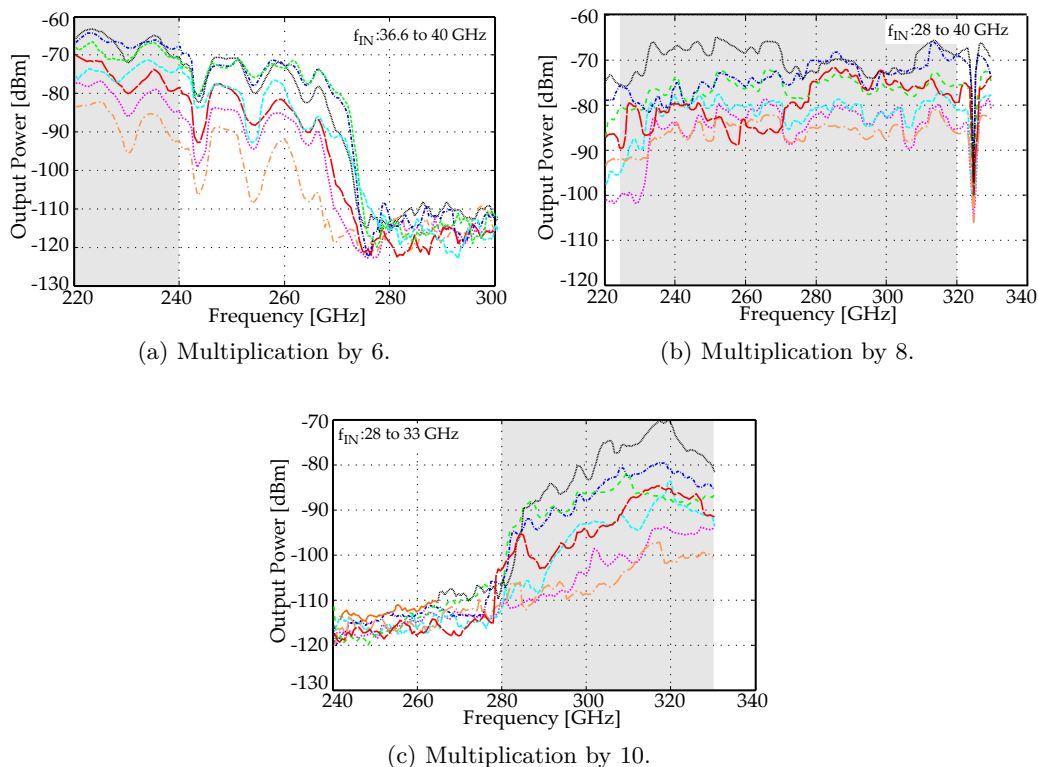 -60
-70
-80
-90
-100
-110
-120
-130
Output Power [dBm]
f_IN:36.6 to 40 GHz
220 240 260 280 300
Frequency [GHz]
(a) Multiplication by 6.
-60
-70
-80
-90
-100
-110
-120
Output Power [dBm]
f_IN:28 to 40 GHz
220 240 260 280 300 320 340
Frequency [GHz]
(b) Multiplication by 8.
-70
-80
-90
-100
-110
-120
-130
Output Power [dBm]
f_IN:28 to 33 GHz
240 260 280 300 320 340
Frequency [GHz]
(c) Multiplication by 10.